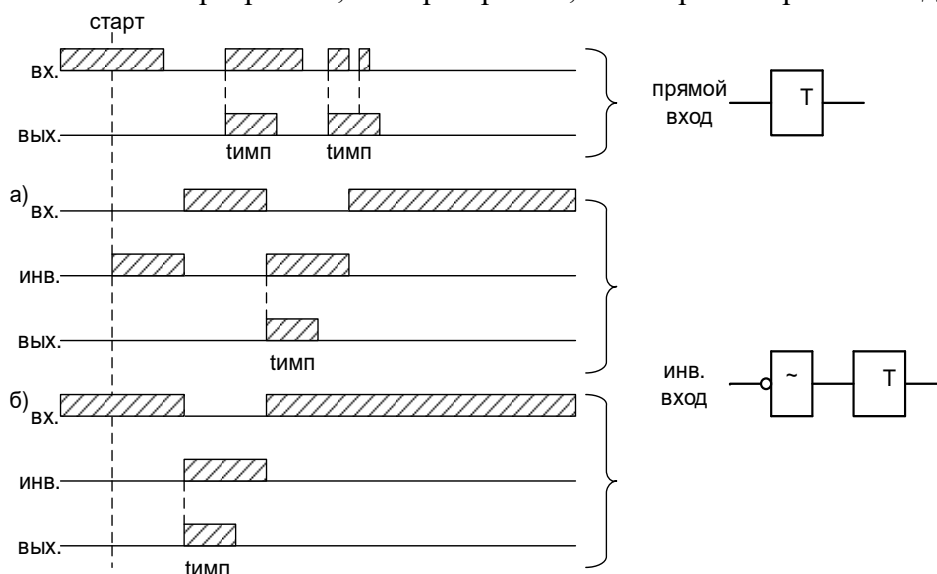 старт
вх.
вых.
tимп tимп
прямой
вход
T
а) вх.
инв.
вых.
tимп
инв.
вход
~ T
б) вх.
инв.
вых.
tимп